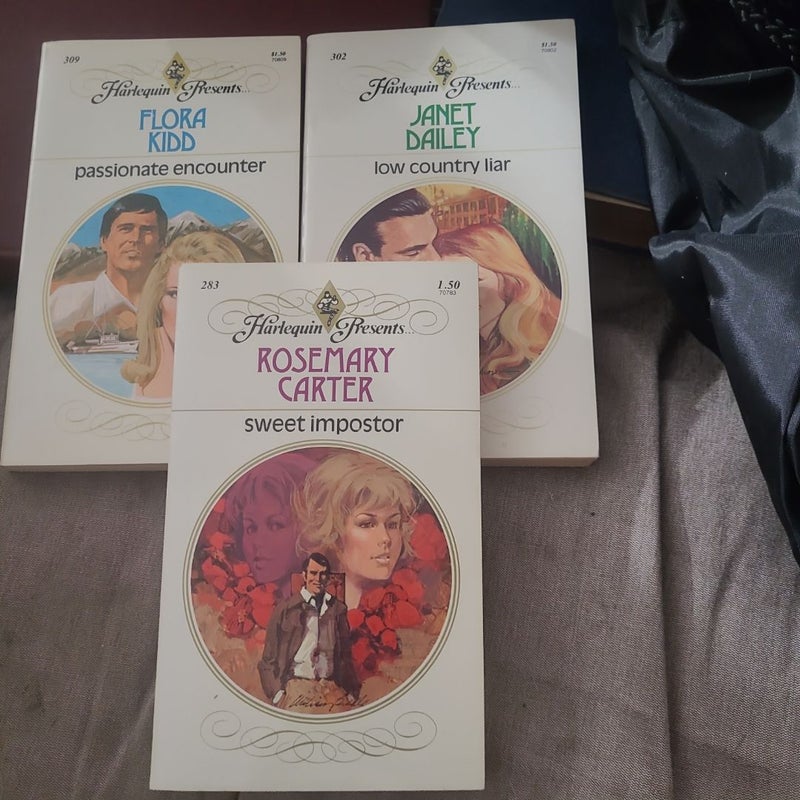 309
$1.50
70809
Harlequin Presents...
FLORA
KIDD
passionate encounter
302
$1.50
70802
Harlequin Presents...
JANET
DAILEY
low country liar
283
1.50
70783
Harlequin Presents...
ROSEMARY
CARTER
sweet impostor